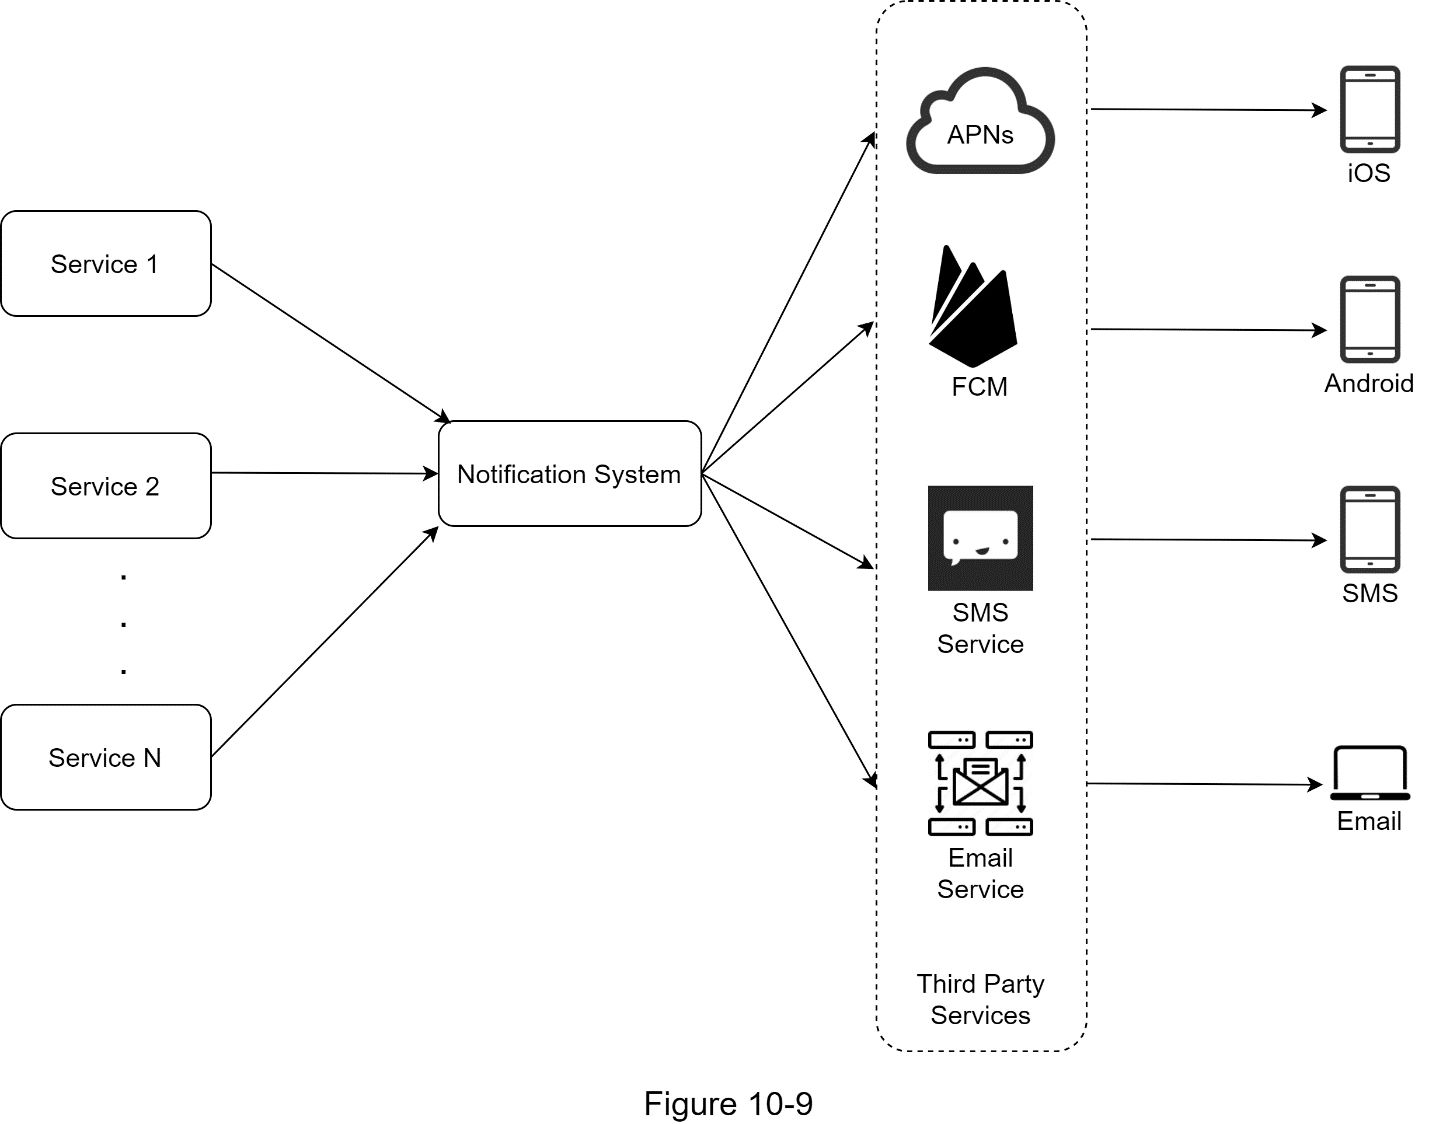 APNs
iOS
Service 1
FCM
Android
Service 2
Notification System
SMS
Service
SMS
Service N
Email
Service
Email
Third Party
Services
Figure 10-9